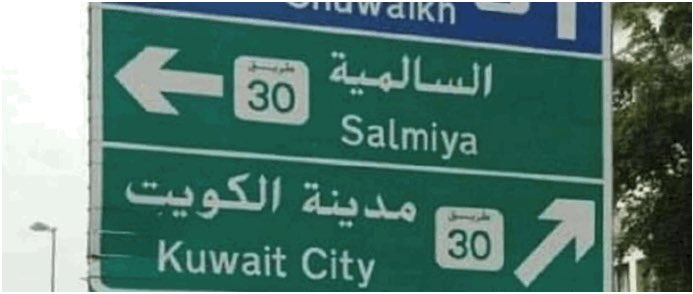 Shuwaikh
السالمية
طريق
30
Salmiya
مدينة الكويت
طريق
30
Kuwait City